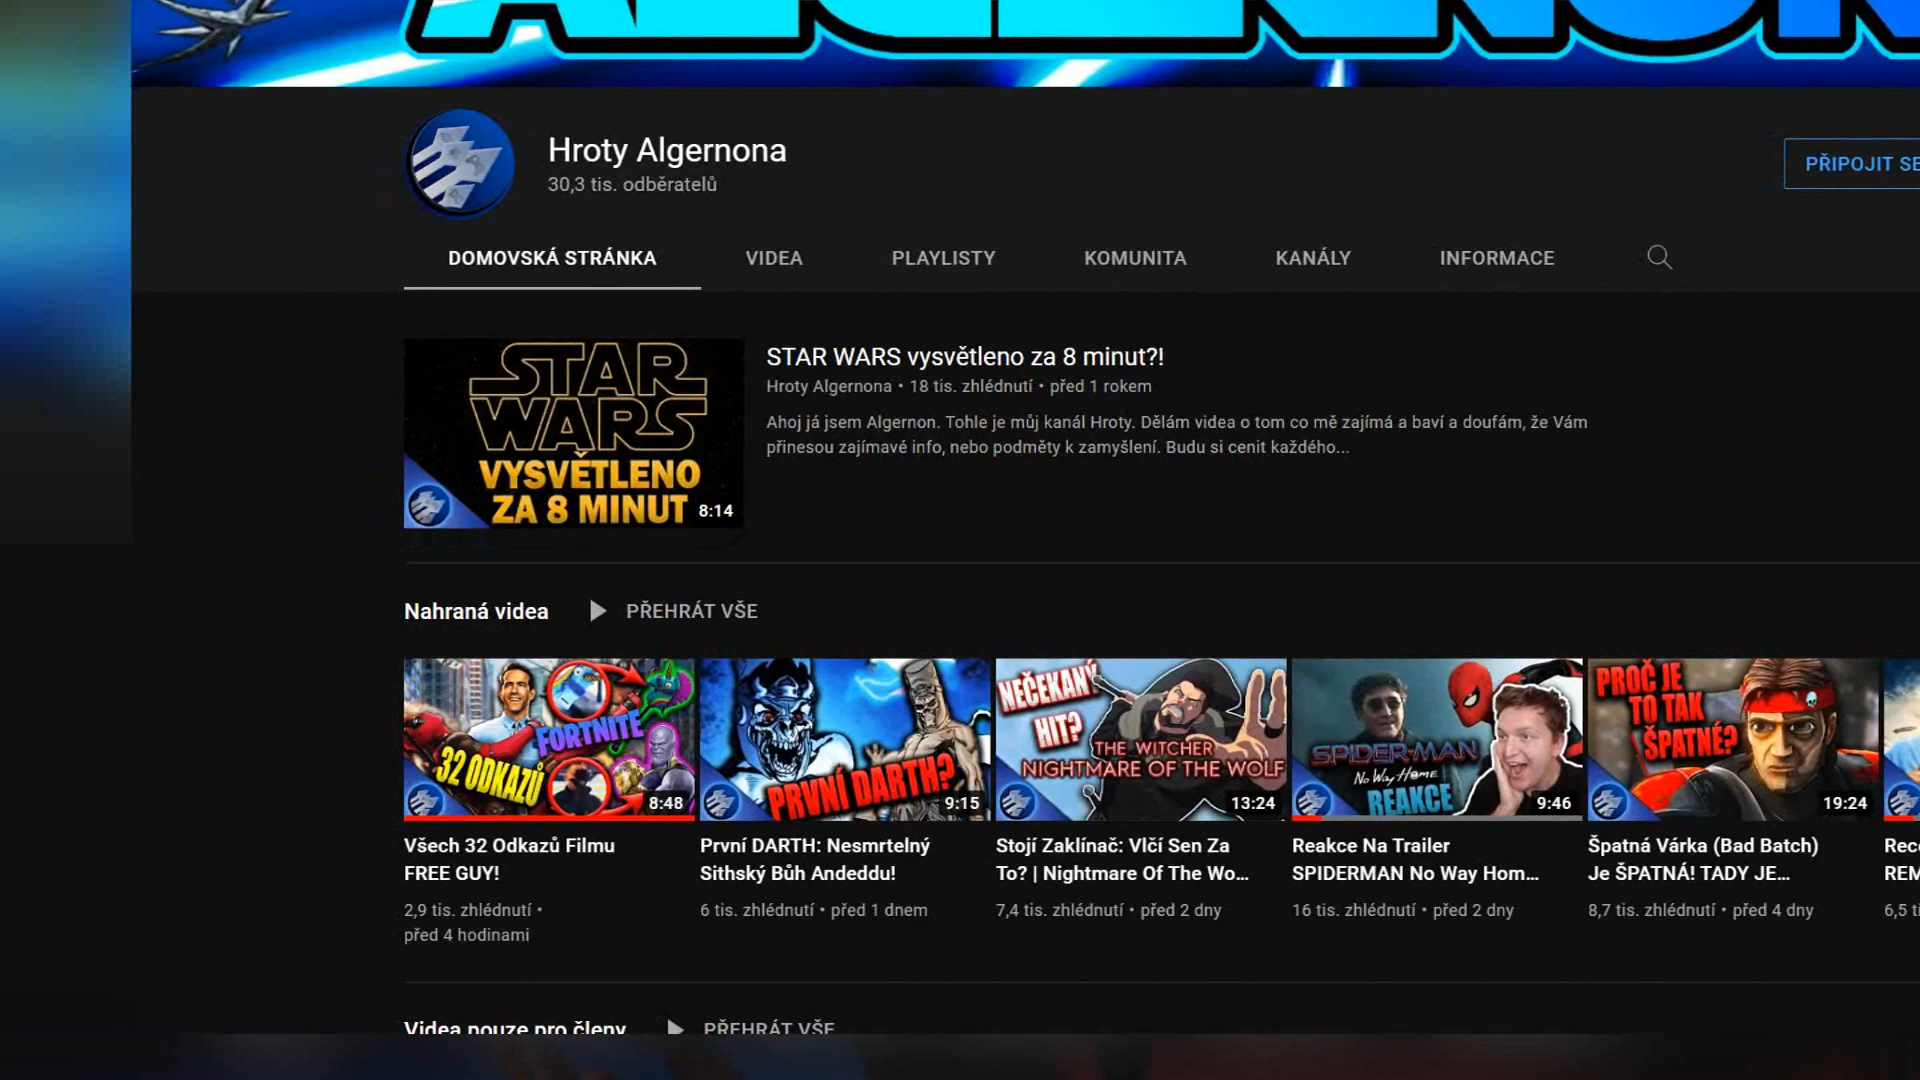 Hroty Algernona
30,3 tis. odběratelů
PŘIPOJIT SE
DOMOVSKÁ STRÁNKA
VIDEA
PLAYLISTY
KOMUNITA
KANÁLY
INFORMACE
STAR
WARS
VYSVĚTLENO
ZA 8 MINUT
8:14
STAR WARS vysvětleno za 8 minut?!
Hroty Algernona • 18 tis. zhlédnutí • před 1 rokem
Ahoj já jsem Algernon. Tohle je můj kanál Hroty. Dělám videa o tom co mě zajímá a baví a doufám, že Vám
přinesou zajímavé info, nebo podměty k zamyšlení. Budu si cenit každého...
Nahraná videa
PŘEHRÁT VŠE
FORTNITE
32 ODKAZŮ
8:48
PRVNÍ DARTH?
9:15
NEČEKANÝ
HIT?
THE WITCHER
NIGHTMARE OF THE WOLF
13:24
SPIDER-MAN
No Way Home
REAKCE
9:46
PROČ JE
TO TAK
ŠPATNÉ?
19:24
Všech 32 Odkazů Filmu
FREE GUY!
2,9 tis. zhlédnutí •
před 4 hodinami
První DARTH: Nesmrtelný
Sithský Bůh Andeddu!
6 tis. zhlédnutí • před 1 dnem
Stojí Zaklínač: Vlčí Sen Za
To? | Nightmare Of The Wo...
7,4 tis. zhlédnutí • před 2 dny
Reakce Na Trailer
SPIDERMAN No Way Hom...
16 tis. zhlédnutí • před 2 dny
Špatná Várka (Bad Batch)
Je ŠPATNÁ! TADY JE...
8,7 tis. zhlédnutí • před 4 dny
Videa pouze pro členy
PŘEHRÁT VŠE